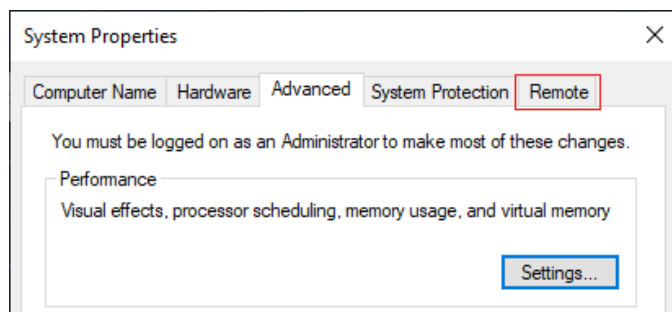 System Properties
Computer Name Hardware Advanced System Protection Remote
You must be logged on as an Administrator to make most of these changes.
Performance
Visual effects, processor scheduling, memory usage, and virtual memory
Settings...